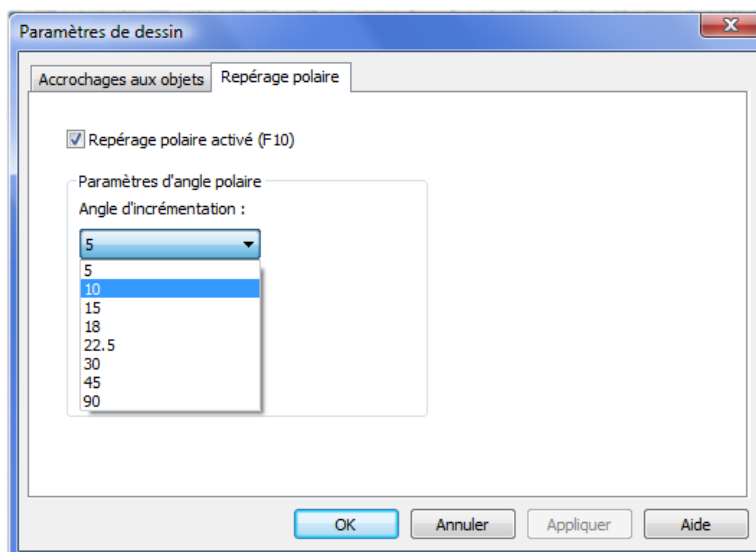 Paramètres de dessin
Accrochages aux objets
Repérage polaire
Repérage polaire activé (F10)
Paramètres d'angle polaire
Angle d'incrémentation :
5
5
10
15
18
22.5
30
45
90
OK
Annuler
Appliquer
Aide